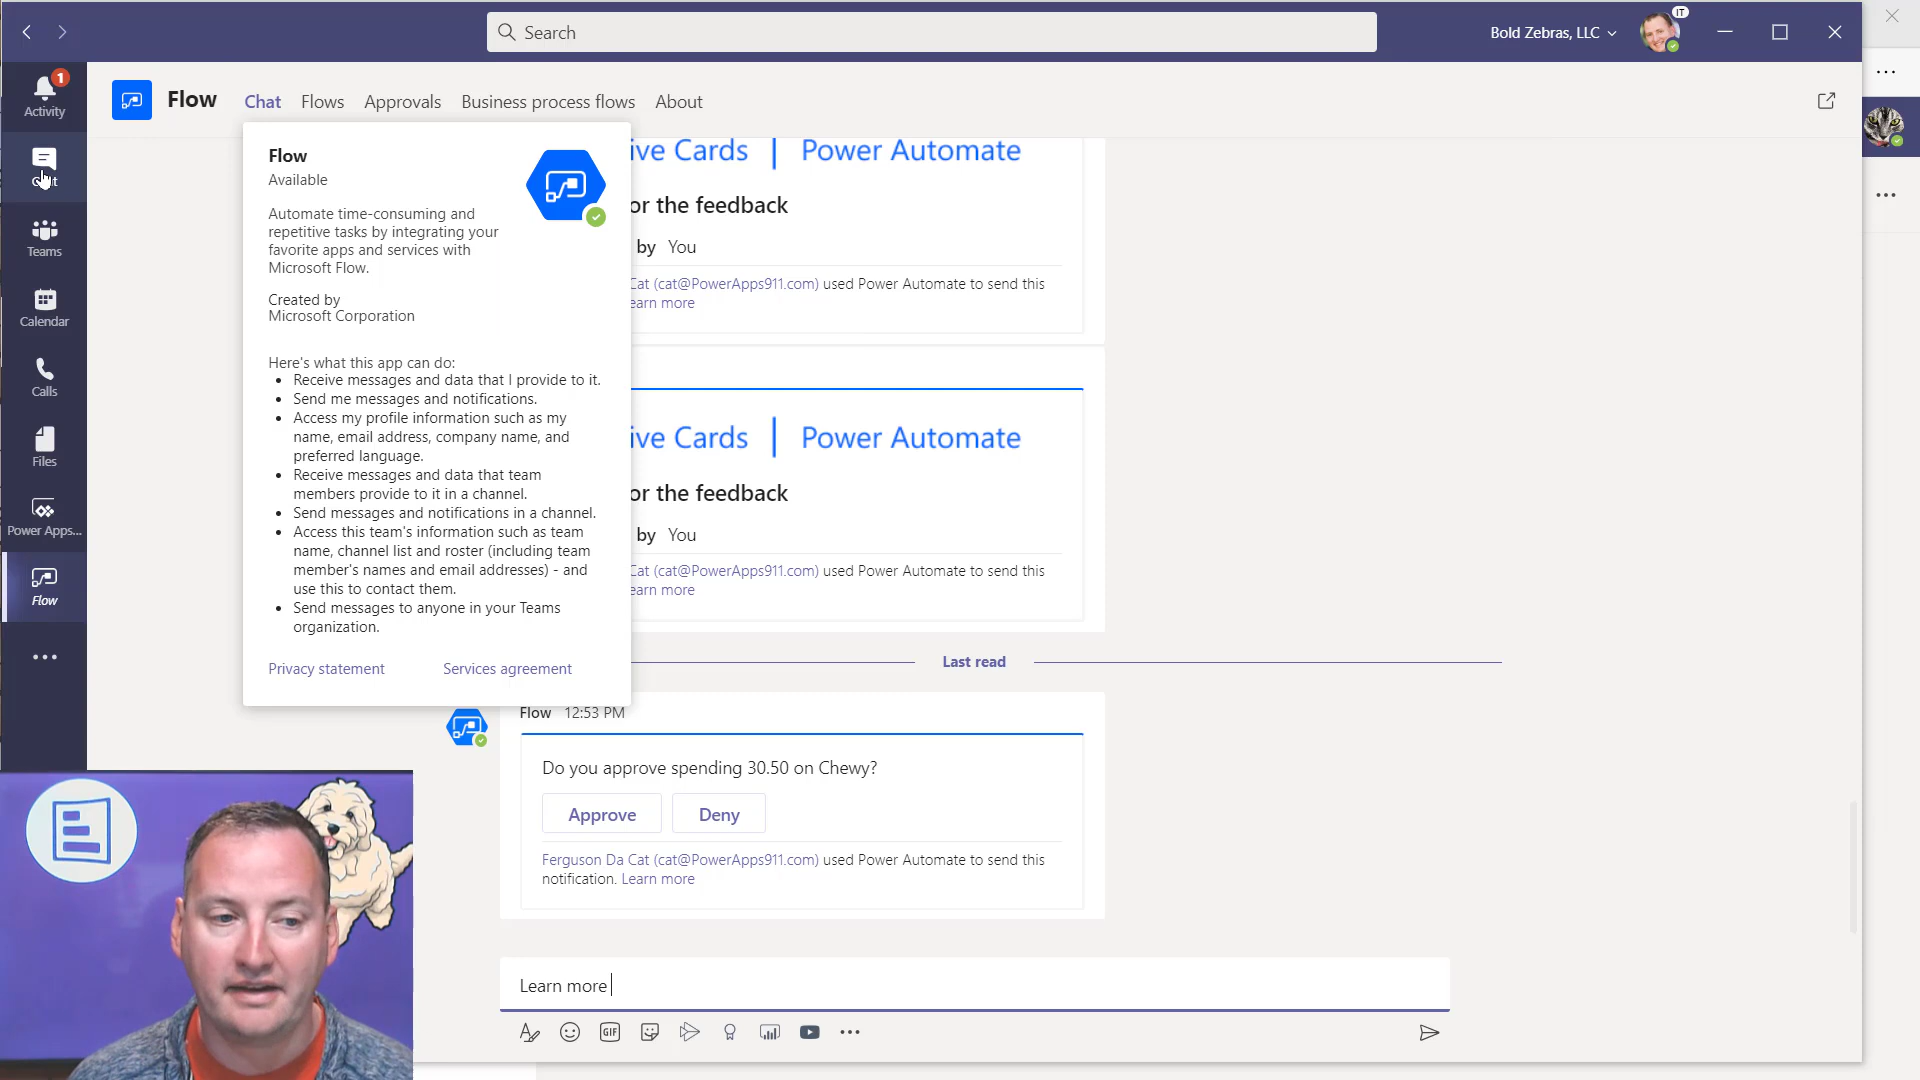 Search
Bold Zebras, LLC
IT
1
Activity
Flow
Chat
Flows
Approvals
Business process flows
About
Teams
Calendar
Calls
Files
Power Apps...
Flow
Flow
Available
Automate time-consuming and
repetitive tasks by integrating your
favorite apps and services with
Microsoft Flow.
Created by
Microsoft Corporation
Here's what this app can do:
• Receive messages and data that I provide to it.
• Send me messages and notifications.
• Access my profile information such as my
name, email address, company name, and
preferred language.
• Receive messages and data that team
members provide to it in a channel.
• Send messages and notifications in a channel.
• Access this team's information such as team
name, channel list and roster (including team
member's names and email addresses) - and
use this to contact them.
• Send messages to anyone in your Teams
organization.
Privacy statement
Services agreement
ive Cards | Power Automate
or the feedback
by You
Cat (cat@PowerApps911.com) used Power Automate to send this
earn more
ive Cards | Power Automate
or the feedback
by You
Cat (cat@PowerApps911.com) used Power Automate to send this
earn more
Last read
Flow 12:53 PM
Do you approve spending 30.50 on Chewy?
Approve
Deny
Ferguson Da Cat (cat@PowerApps911.com) used Power Automate to send this
notification. Learn more
Learn more
GIF